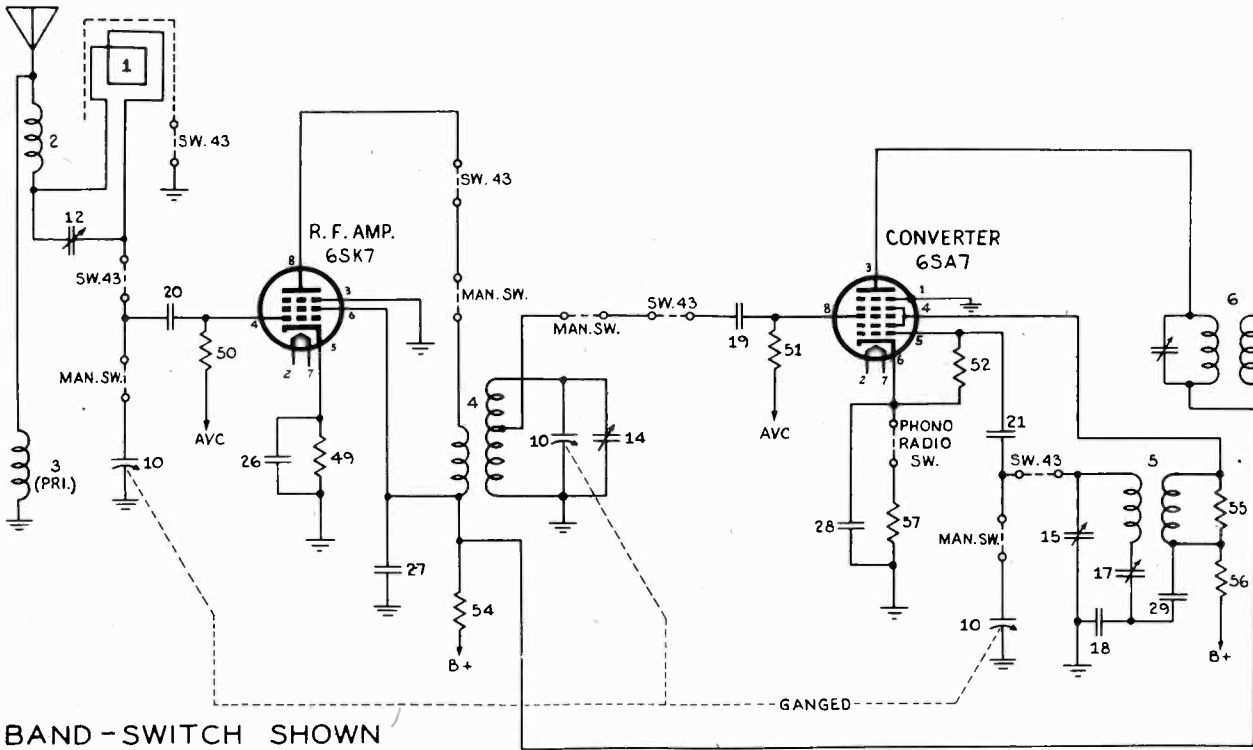 1
2
SW. 43
12
SW.43
20
4
50
AVC
MAN. SW.
10
3
(PRI.)
R. F. AMP.
6SK7
8
3
6
5
2 7
26
49
27
54
B+
SW. 43
MAN. SW.
4
10
14
MAN. SW.
SW. 43
19
51
AVC
CONVERTER
6SA7
3
1
4
8
5
6
2 7
52
PHONO
RADIO
SW.
28
57
21
SW. 43
MAN. SW.
10
15
17
18
5
29
55
56
B+
6
GANGED
BAND-SWITCH SHOWN